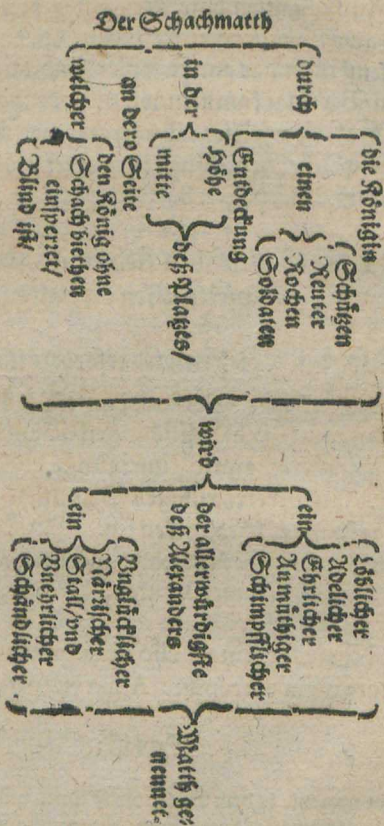 Der Schachmatth
durch
die Königin
einen
Schützen
Reuter
Rochen
Soldaten
Entdeckung
in der
Höhe
mitte
deß Platzes/
an dero Seite
welcher
den König ohne
Schach biethen
einsperret/
Blind ist/
wird
ein
Löblicher
Adelicher
Ehrlicher
Anmüthiger
Schimpfflicher
der allerwürdigste
deß Alexanders
ein
Vnglücklicher
Närrischer
Stall/vnd
Vnehrlicher
Schändlicher.
Matth ge-
nennet.